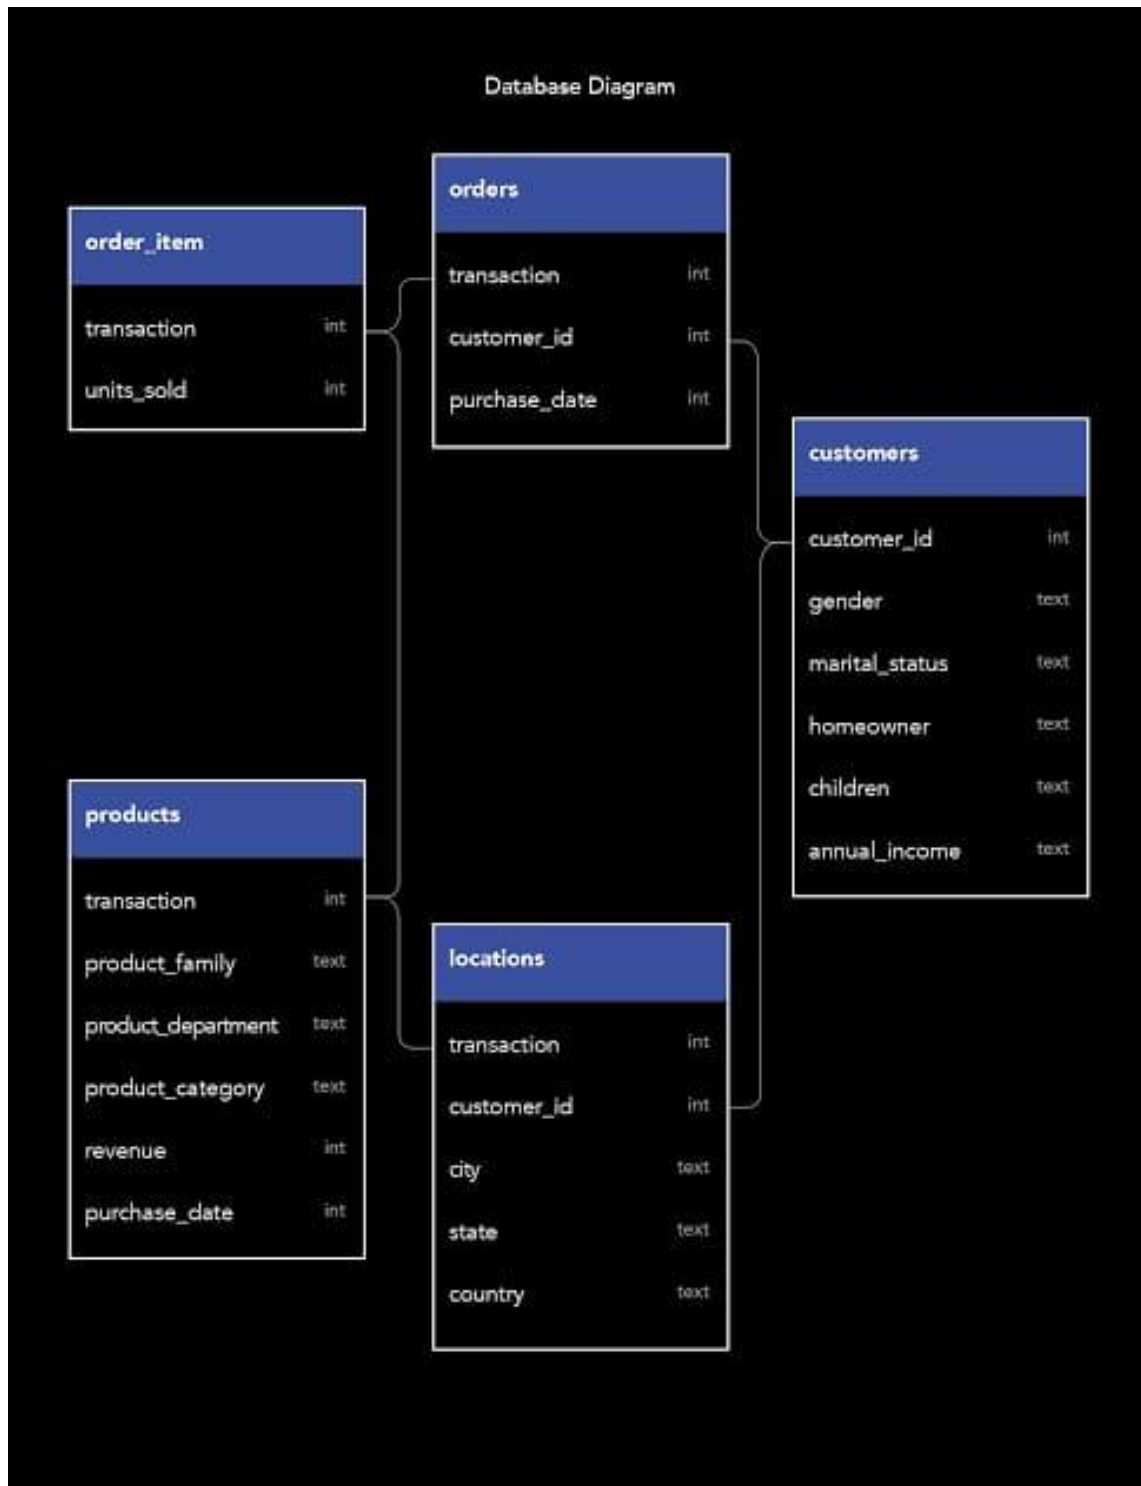 Database Diagram
orders
transaction int
customer_id int
purchase_date int
order_item
transaction int
units_sold int
customers
customer_id int
gender text
marital_status text
homeowner text
children text
annual_income text
products
transaction int
product_family text
product_department text
product_category text
revenue int
purchase_date int
locations
transaction int
customer_id int
city text
state text
country text